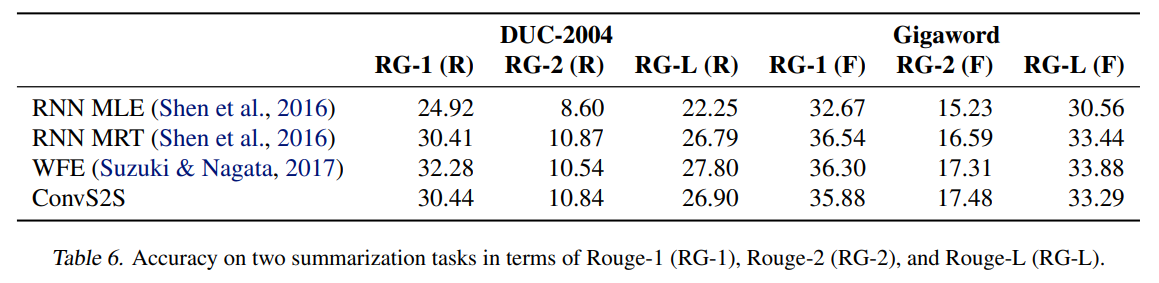 DUC-2004 Gigaword
RG-1 (R) RG-2 (R) RG-L (R) RG-1 (F) RG-2 (F) RG-L (F)
RNN MLE (Shen et al., 2016) 24.92 8.60 22.25 32.67 15.23 30.56
RNN MRT (Shen et al., 2016) 30.41 10.87 26.79 36.54 16.59 33.44
WFE (Suzuki & Nagata, 2017) 32.28 10.54 27.80 36.30 17.31 33.88
ConvS2S 30.44 10.84 26.90 35.88 17.48 33.29
Table 6. Accuracy on two summarization tasks in terms of Rouge-1 (RG-1), Rouge-2 (RG-2), and Rouge-L (RG-L).